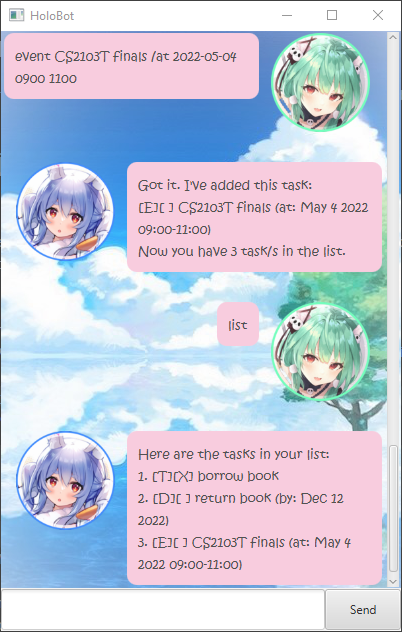 HoloBot
event CS2103T finals /at 2022-05-04
0900 1100
Got it. I've added this task:
[E][ ] CS2103T finals (at: May 4 2022
09:00-11:00)
Now you have 3 task/s in the list.
list
Here are the tasks in your list:
1. [T][X] borrow book
2. [D][ ] return book (by: Dec 12
2022)
3. [E][ ] CS2103T finals (at: May 4
2022 09:00-11:00)
Send